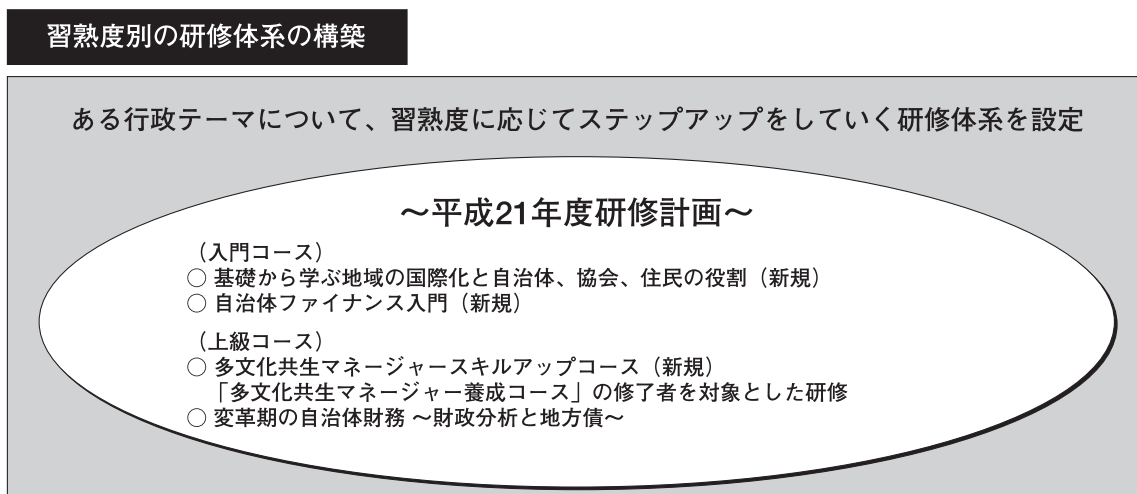 習熟度別の研修体系の構築
ある行政テーマについて、習熟度に応じてステップアップをしていく研修体系を設定
～平成21年度研修計画～
（入門コース）
○ 基礎から学ぶ地域の国際化と自治体、協会、住民の役割（新規）
○ 自治体ファイナンス入門（新規）
（上級コース）
○ 多文化共生マネージャースキルアップコース（新規）
「多文化共生マネージャー養成コース」の修了者を対象とした研修
○ 変革期の自治体財務 ～財政分析と地方債～